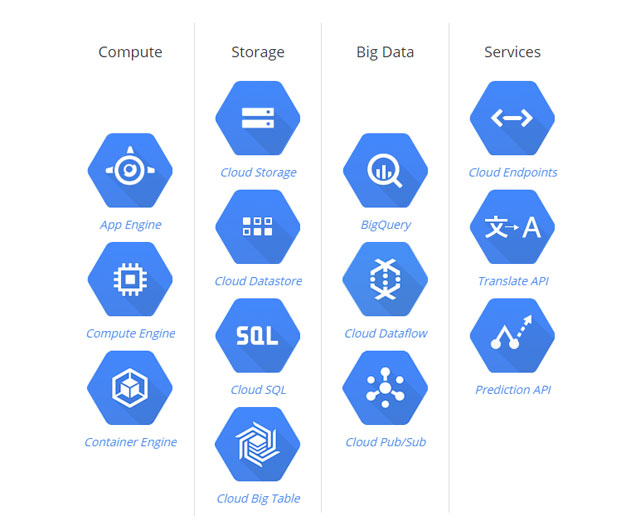 Compute
App Engine
Compute Engine
Container Engine
Storage
Cloud Storage
Cloud Datastore
SQL
Cloud SQL
Cloud Big Table
Big Data
BigQuery
Cloud Dataflow
Cloud Pub/Sub
Services
Cloud Endpoints
文→A
Translate API
Prediction API